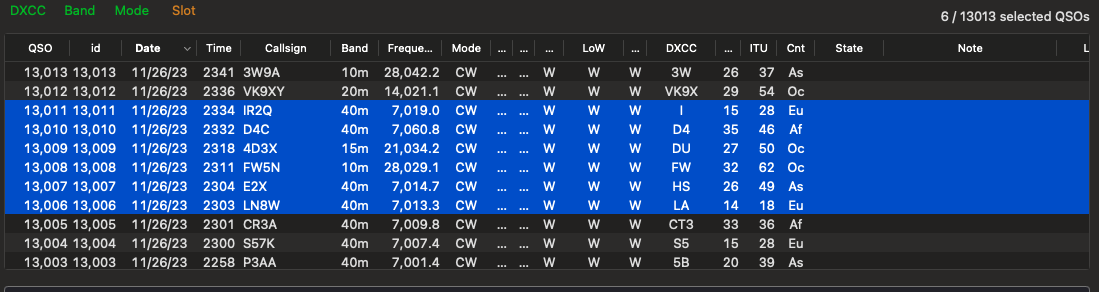 DXCC Band Mode Slot
6 / 13013 selected QSOs
QSO id Date Time Callsign Band Freque... Mode ... ... ... LoW ... DXCC ... ITU Cnt State Note L
13,013 13,013 11/26/23 2341 3W9A 10m 28,042.2 CW ... ... W W W 3W 26 37 As
13,012 13,012 11/26/23 2336 VK9XY 20m 14,021.1 CW ... ... W W W VK9X 29 54 Oc
13,011 13,011 11/26/23 2334 IR2Q 40m 7,019.0 CW ... ... W W W I 15 28 Eu
13,010 13,010 11/26/23 2332 D4C 40m 7,060.8 CW ... ... W W W D4 35 46 Af
13,009 13,009 11/26/23 2318 4D3X 15m 21,034.2 CW ... ... W W W DU 27 50 Oc
13,008 13,008 11/26/23 2311 FW5N 10m 28,029.1 CW ... ... W W W FW 32 62 Oc
13,007 13,007 11/26/23 2304 E2X 40m 7,014.7 CW ... ... W W W HS 26 49 As
13,006 13,006 11/26/23 2303 LN8W 40m 7,013.3 CW ... ... W W W LA 14 18 Eu
13,005 13,005 11/26/23 2301 CR3A 40m 7,009.8 CW ... ... W W W CT3 33 36 Af
13,004 13,004 11/26/23 2300 S57K 40m 7,007.4 CW ... ... W W W S5 15 28 Eu
13,003 13,003 11/26/23 2258 P3AA 40m 7,001.4 CW ... ... W W W 5B 20 39 As